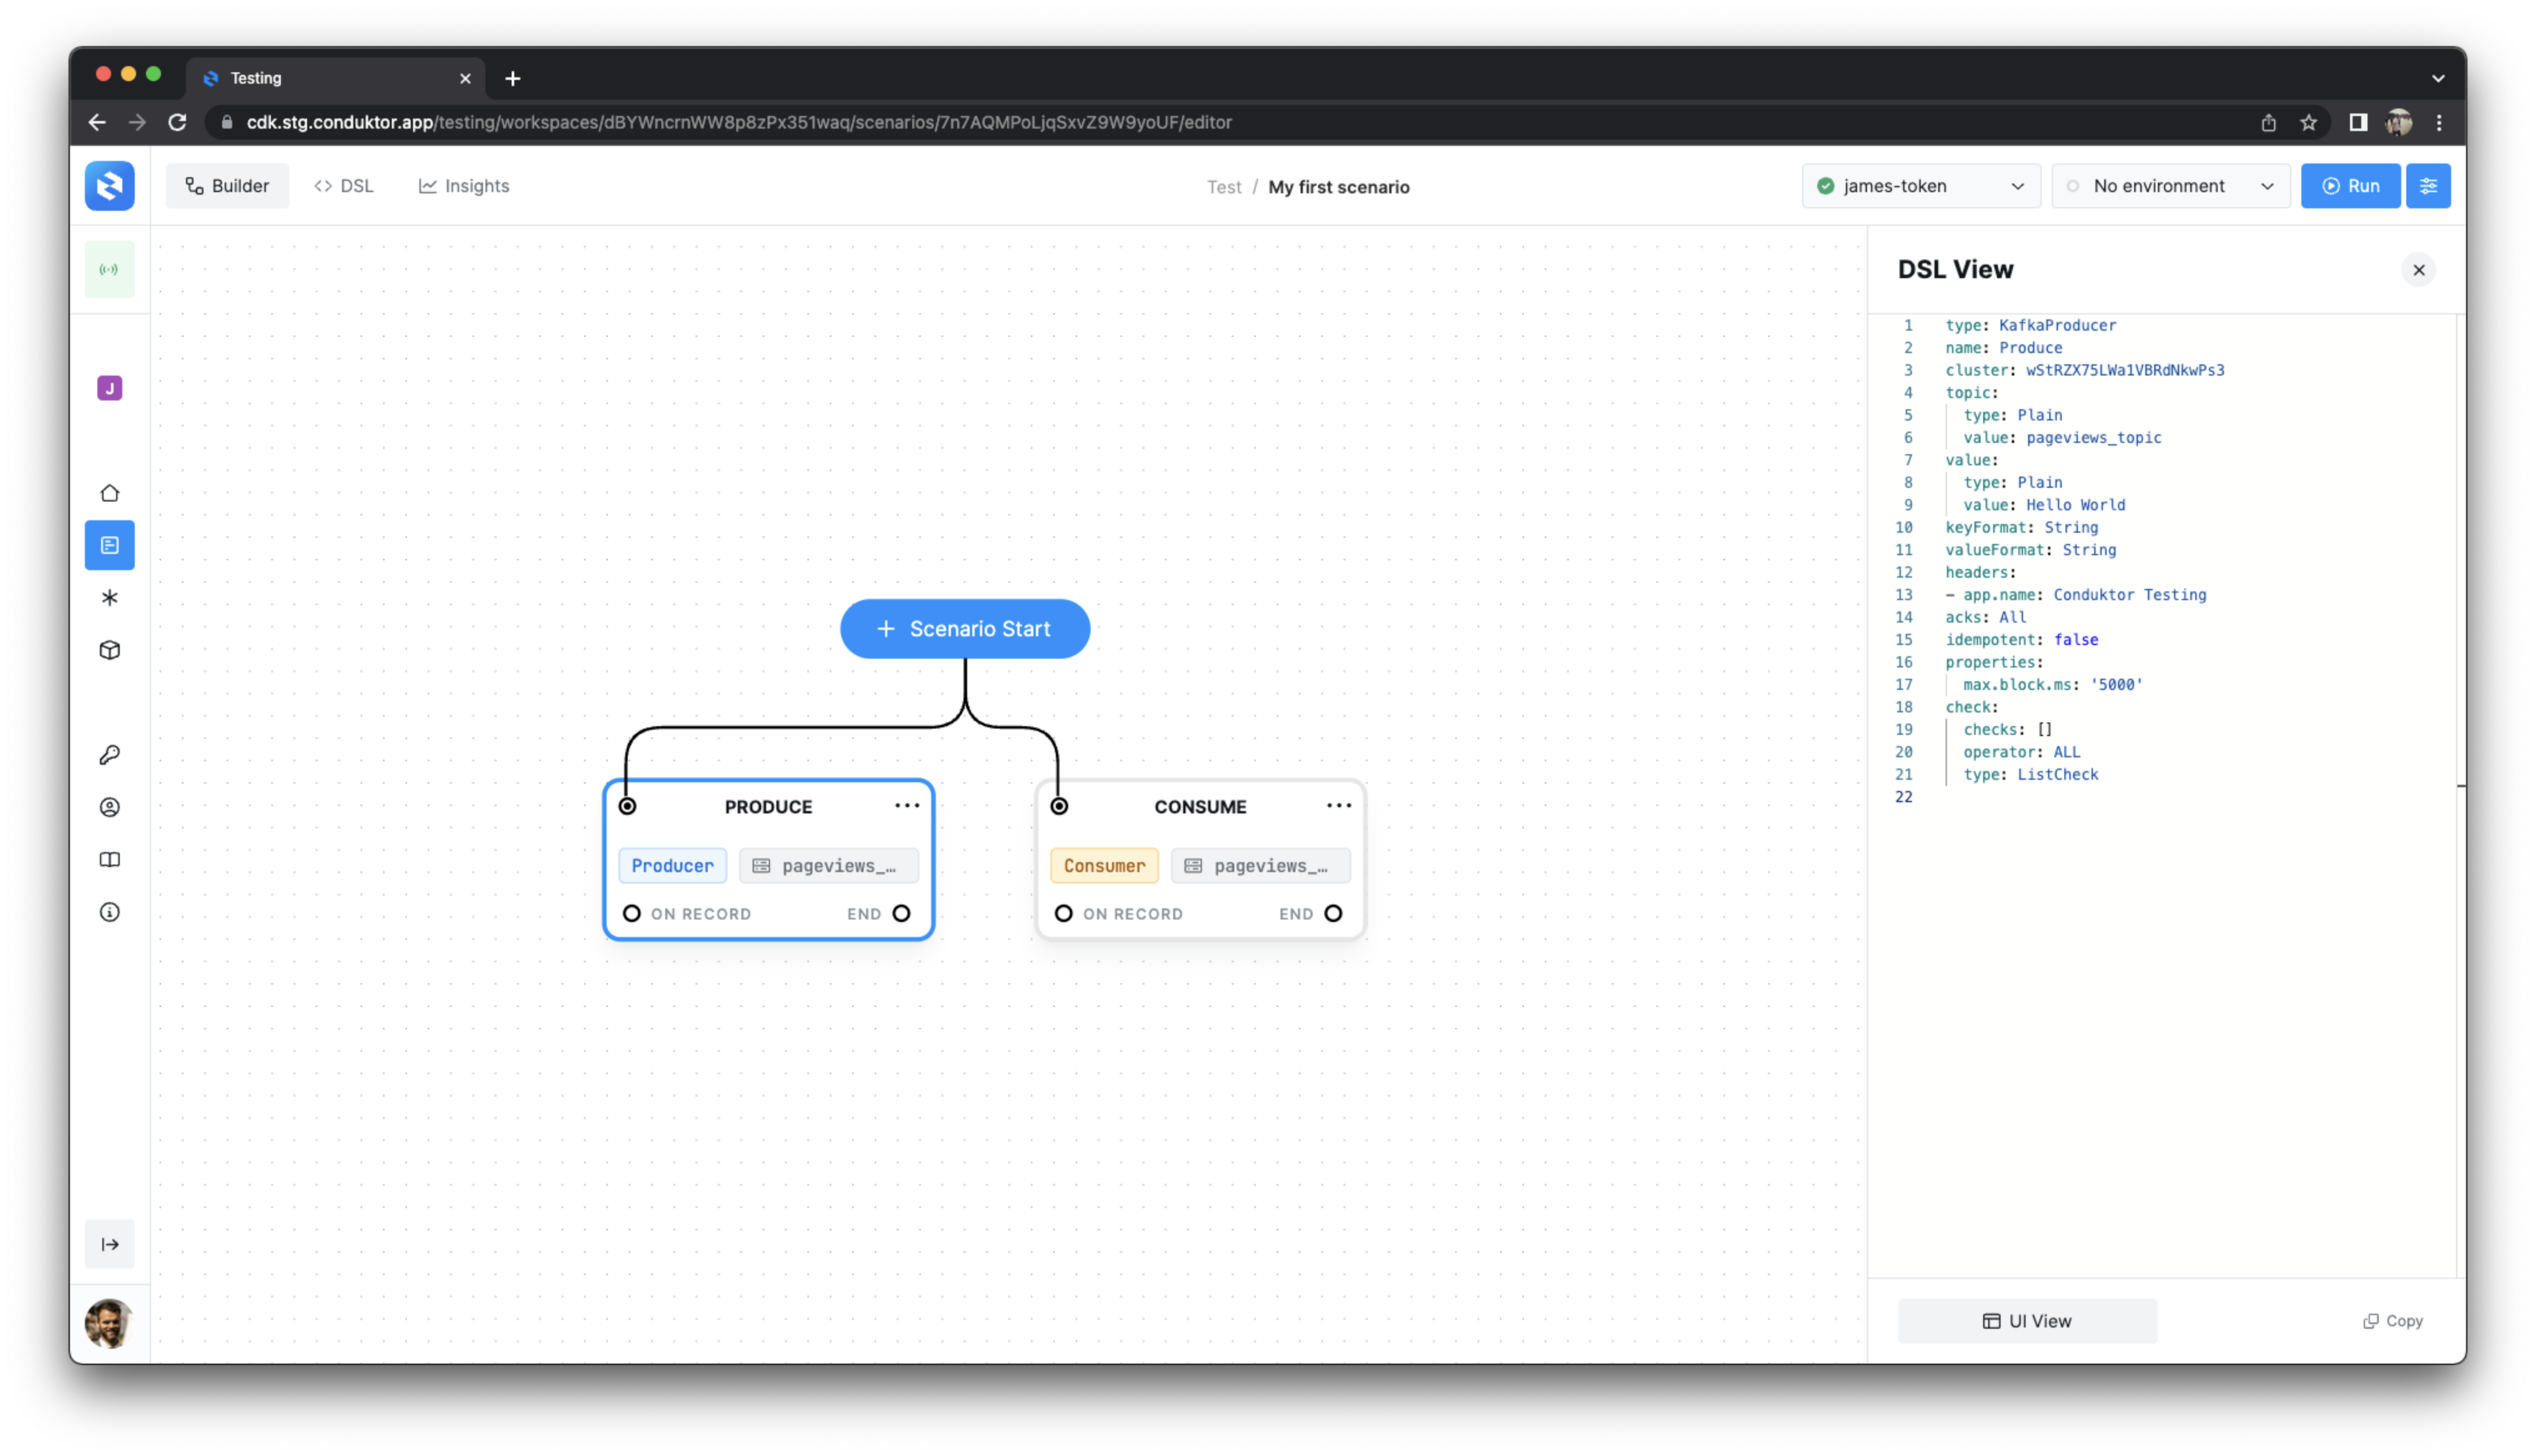 Testing
cdk.stg.conduktor.app/testing/workspaces/dBYWncrnWW8p8zPx351waq/scenarios/7n7AQMPoLjqSxvZ9W9yoUF/editor
Builder
DSL
Insights
Test / My first scenario
james-token
No environment
Run
J
Scenario Start
PRODUCE
Producer
pageviews_…
ON RECORD
END
CONSUME
Consumer
pageviews_…
ON RECORD
END
DSL View
1 type: KafkaProducer
2 name: Produce
3 cluster: wStRZX75LWa1VBRdNkwPs3
4 topic:
5 type: Plain
6 value: pageviews_topic
7 value:
8 type: Plain
9 value: Hello World
10 keyFormat: String
11 valueFormat: String
12 headers:
13 - app.name: Conduktor Testing
14 acks: All
15 idempotent: false
16 properties:
17 max.block.ms: '5000'
18 check:
19 checks: []
20 operator: ALL
21 type: ListCheck
22
UI View
Copy